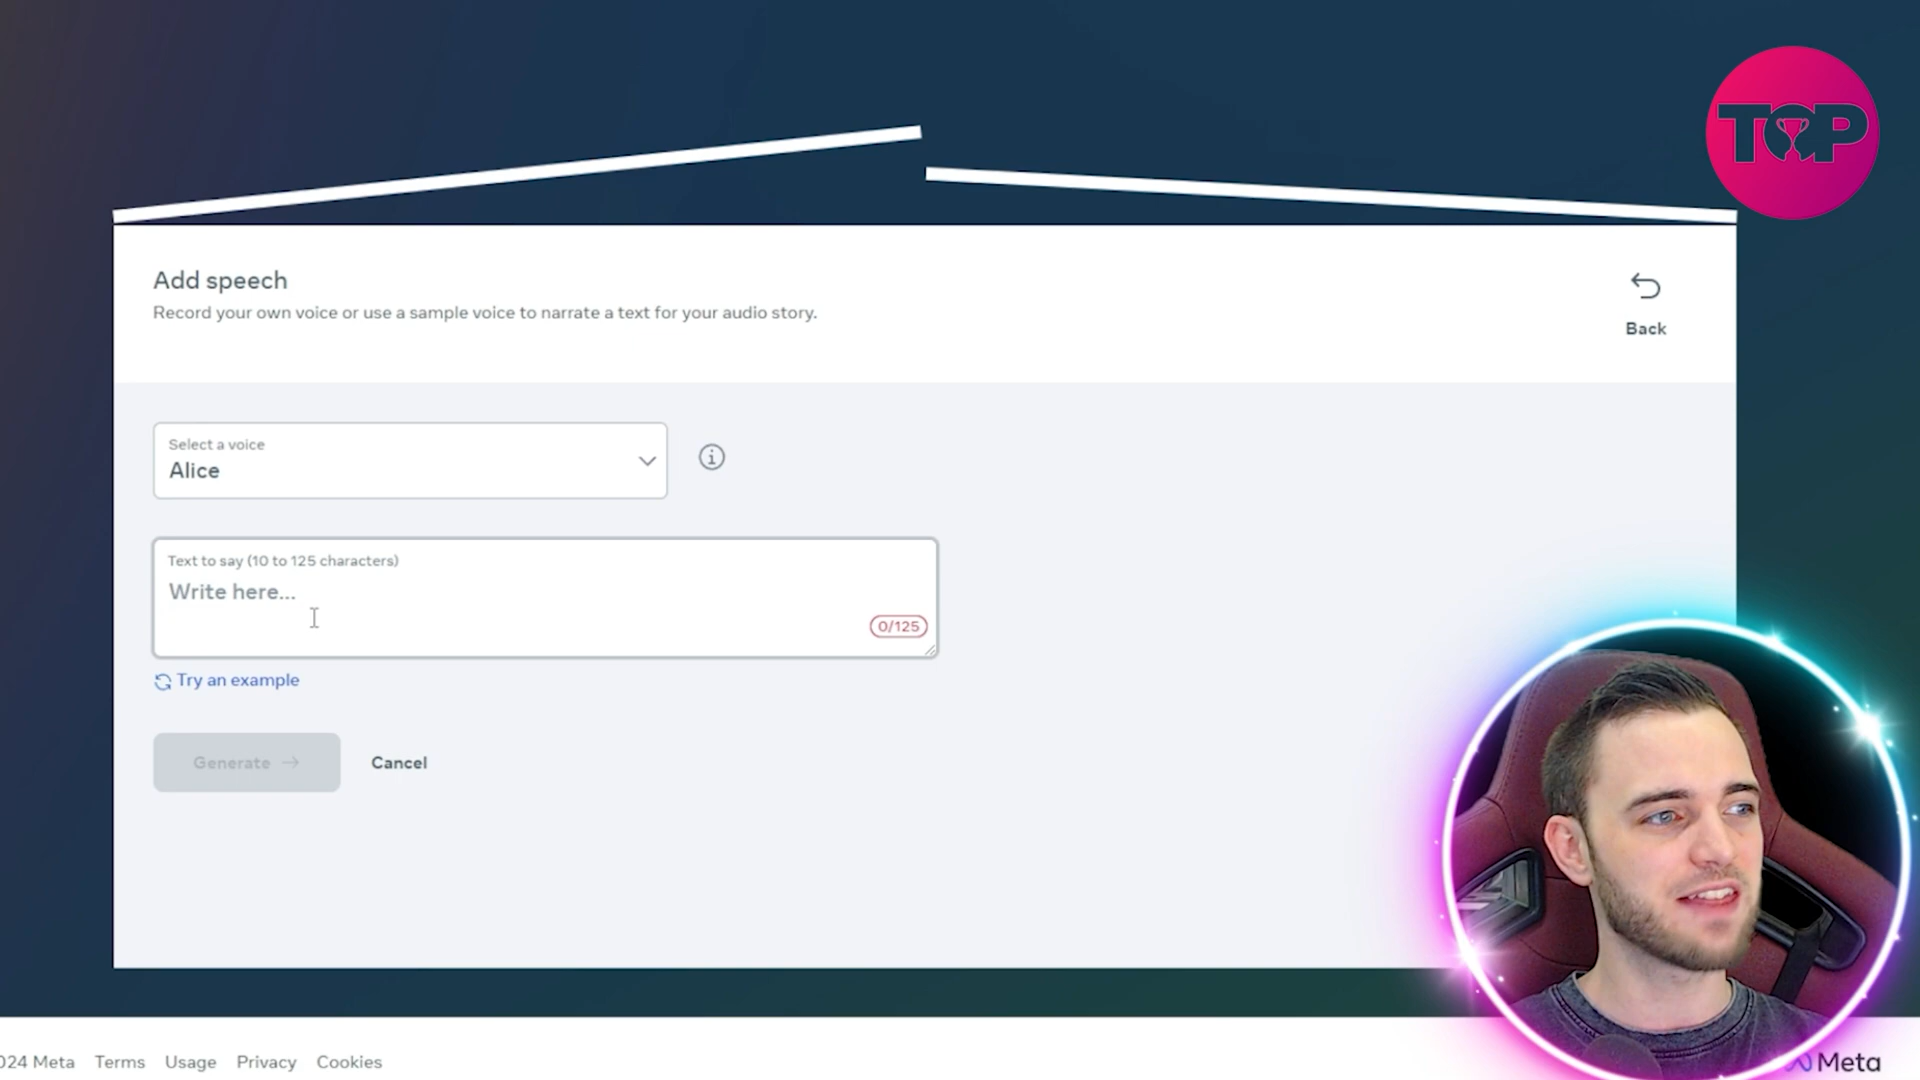 TOP
Add speech
Record your own voice or use a sample voice to narrate a text for your audio story.
Back
Select a voice
Alice
Text to say (10 to 125 characters)
Write here...
0/125
Try an example
Generate →
Cancel
024 Meta Terms Usage Privacy Cookies
Meta